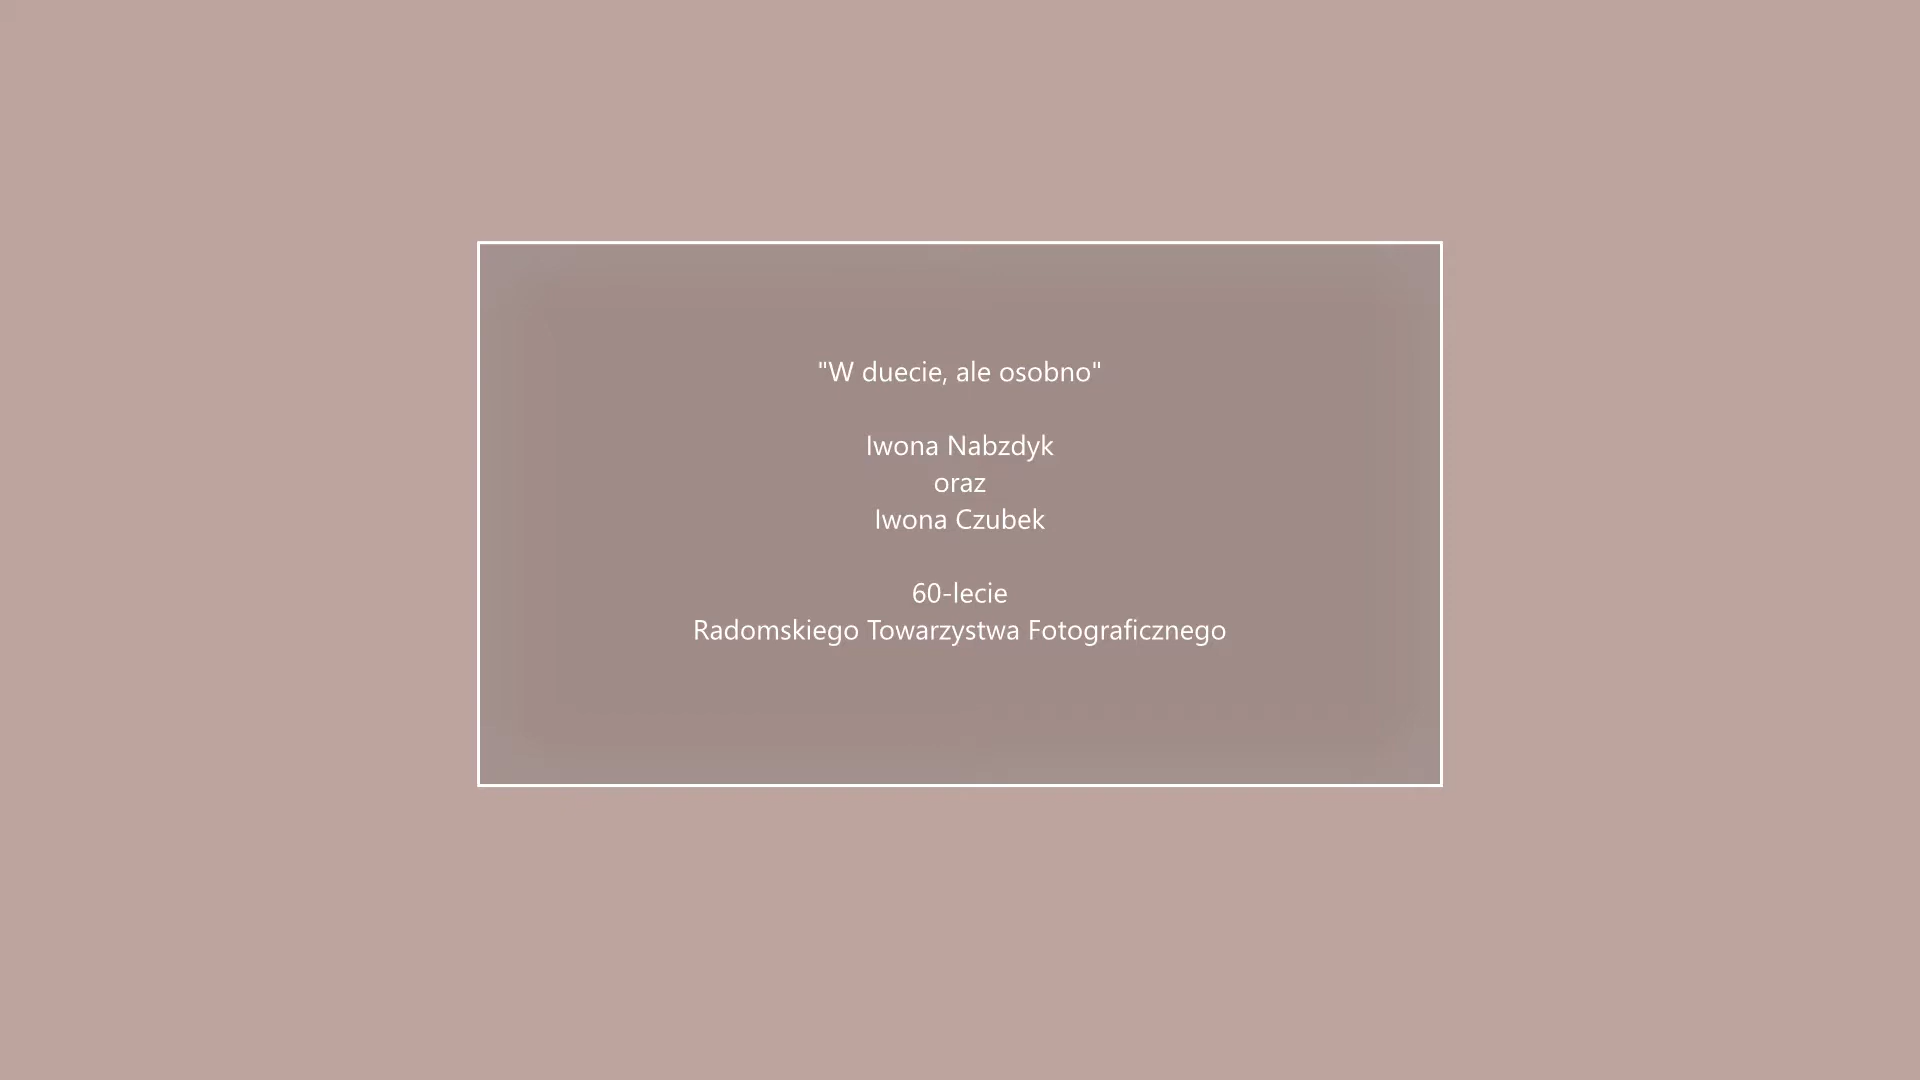 "W duecie, ale osobno"
Iwona Nabzdyk
oraz
Iwona Czubek
60-lecie
Radomskiego Towarzystwa Fotograficznego